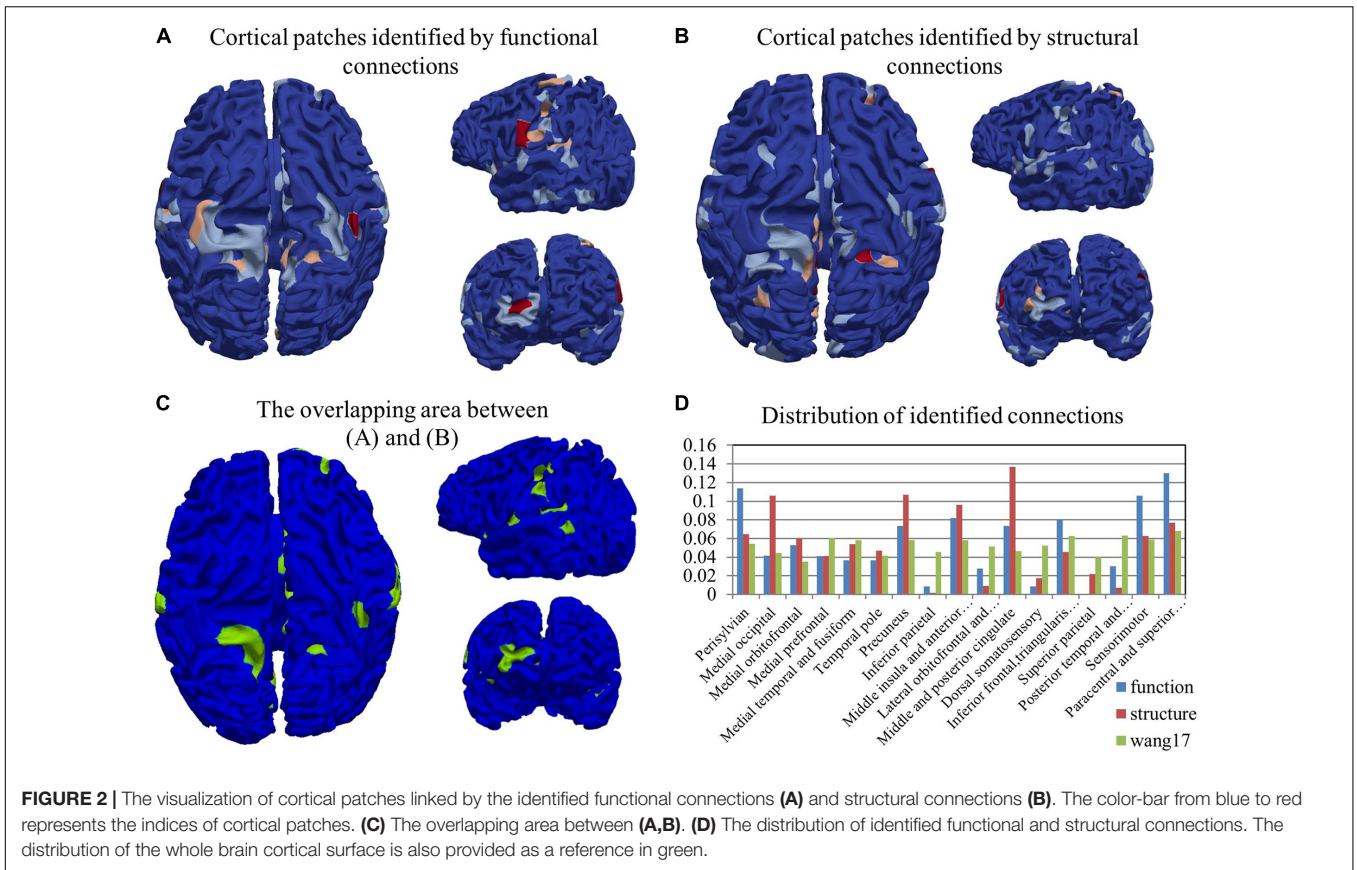 A
Cortical patches identified by functional
connections
B
Cortical patches identified by structural
connections
C
The overlapping area between
(A) and (B)
D
Distribution of identified connections
0.16
0.14
0.12
0.1
0.08
0.06
0.04
0.02
0
Perisylvian
Medial occipital
Medial orbitofrontal
Medial prefrontal
Medial temporal and fusiform
Temporal pole
Precuneus
Inferior parietal
Middle insula and anterior…
Lateral orbitofrontal and…
Middle and posterior cingulate
Dorsal somatomosensory
Inferior frontal,triangularis…
Superior parietal
Posterior temporal and…
Sensorimotor
Paracentral and superior…
function
structure
wang17
FIGURE 2 | The visualization of cortical patches linked by the identified functional connections (A) and structural connections (B). The color-bar from blue to red
represents the indices of cortical patches. (C) The overlapping area between (A,B). (D) The distribution of identified functional and structural connections. The
distribution of the whole brain cortical surface is also provided as a reference in green.